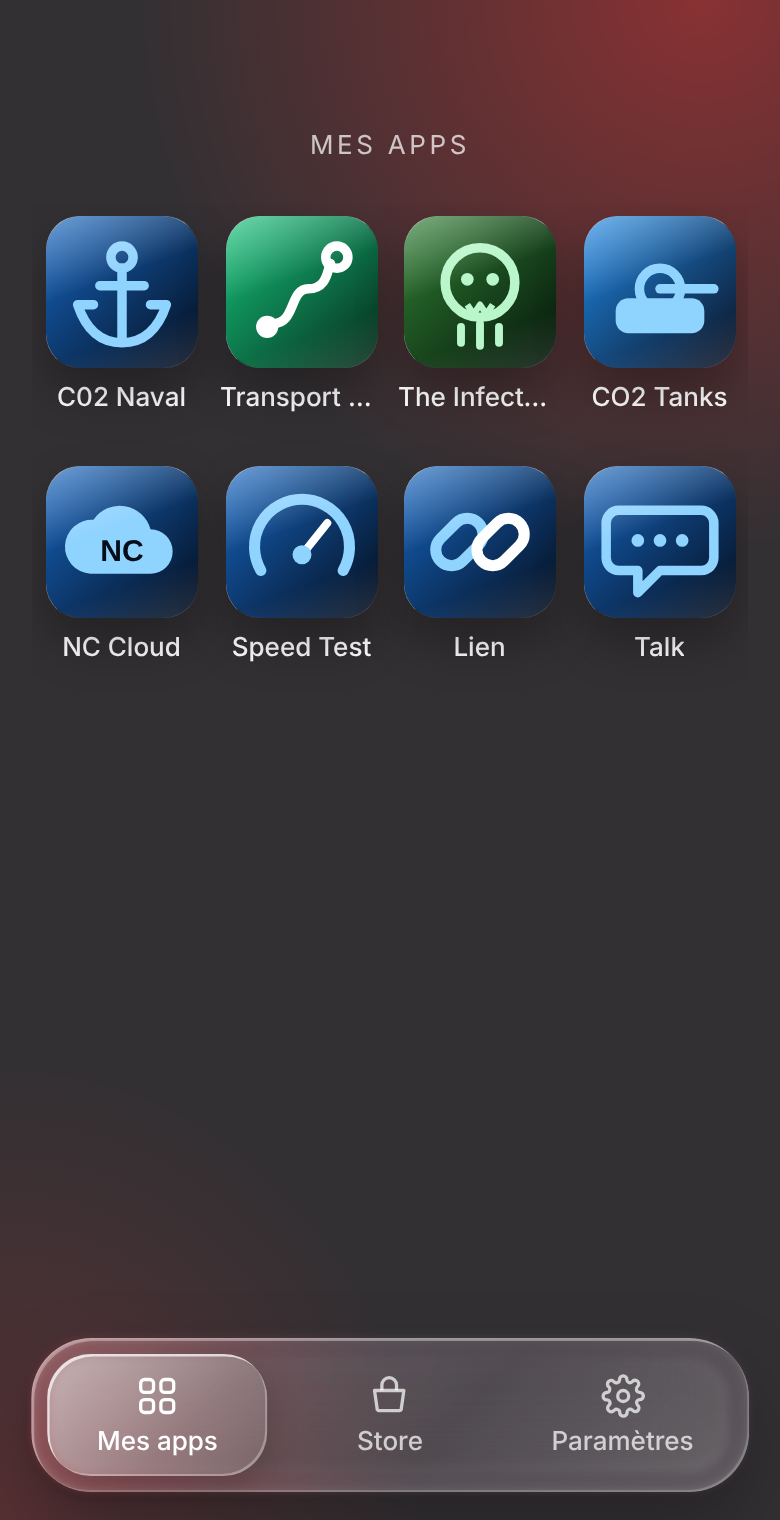 MES APPS
C02 Naval
Transport ...
The Infect...
CO2 Tanks
NC
NC Cloud
Speed Test
Lien
Talk
Mes apps
Store
Paramètres